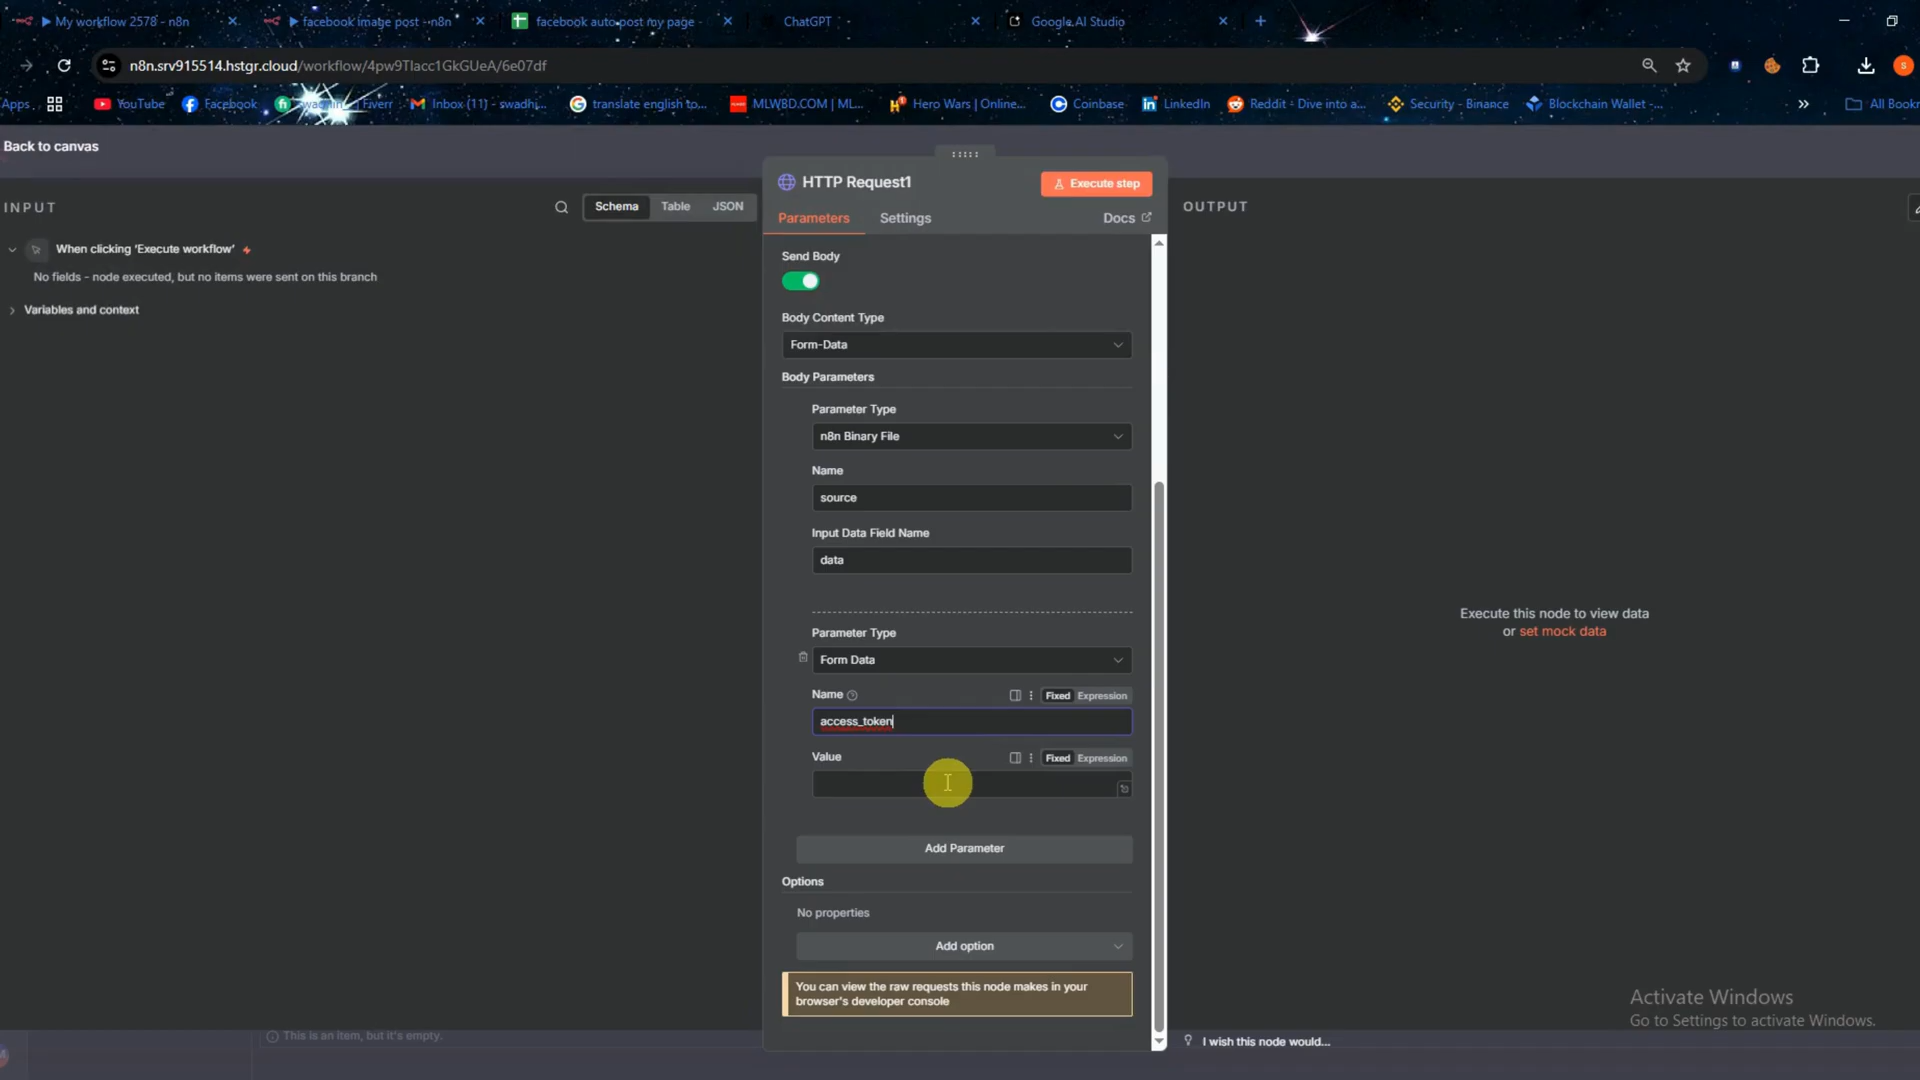 My workflow 2578 - n8n
facebook image post - n8n
facebook auto post my page -
ChatGPT
Google AI Studio
n8n.srv915514.hstgr.cloud/workflow/4pw9TIacc1GkGUeA/6e07df
S
Apps
YouTube
Facebook
Fiverr
Inbox (11) - swadhi...
translate english to...
MLWBD.COM | ML...
Hero Wars | Online...
Coinbase
LinkedIn
Reddit - Dive into a...
Security - Binance
Blockchain Wallet -...
All Bookr
Back to canvas
INPUT
Schema
Table
JSON
When clicking ‘Execute workflow’
No fields - node executed, but no items were sent on this branch
Variables and context
HTTP Request1
Execute step
Parameters
Settings
Docs
Send Body
Body Content Type
Form-Data
Body Parameters
Parameter Type
n8n Binary File
Name
source
Input Data Field Name
data
Parameter Type
Form Data
Name
Fixed
Expression
access_token
Value
Fixed
Expression
Add Parameter
Options
No properties
Add option
You can view the raw requests this node makes in your
browser's developer console
OUTPUT
Execute this node to view data
or set mock data
Activate Windows
Go to Settings to activate Windows.
This is an item, but it's empty.
I wish this node would...